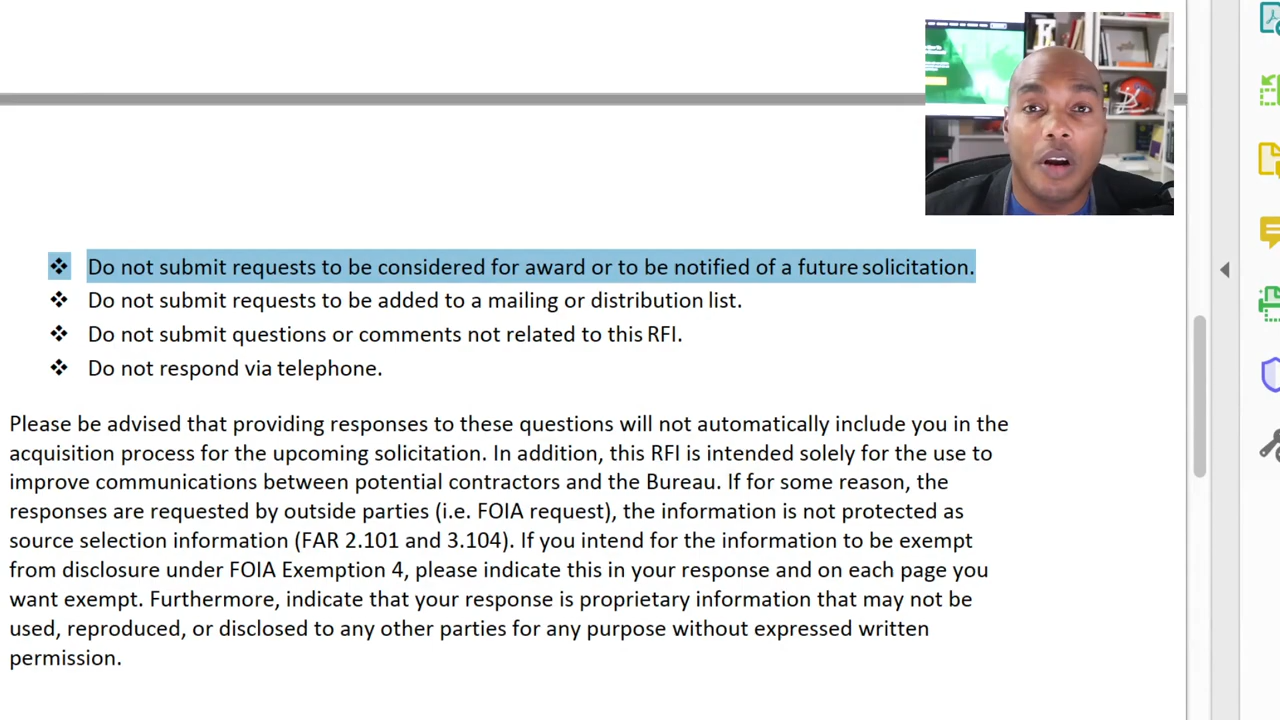 ❖ Do not submit requests to be considered for award or to be notified of a future solicitation.
❖ Do not submit requests to be added to a mailing or distribution list.
❖ Do not submit questions or comments not related to this RFI.
❖ Do not respond via telephone.
Please be advised that providing responses to these questions will not automatically include you in the
acquisition process for the upcoming solicitation. In addition, this RFI is intended solely for the use to
improve communications between potential contractors and the Bureau. If for some reason, the
responses are requested by outside parties (i.e. FOIA request), the information is not protected as
source selection information (FAR 2.101 and 3.104). If you intend for the information to be exempt
from disclosure under FOIA Exemption 4, please indicate this in your response and on each page you
want exempt. Furthermore, indicate that your response is proprietary information that may not be
used, reproduced, or disclosed to any other parties for any purpose without expressed written
permission.